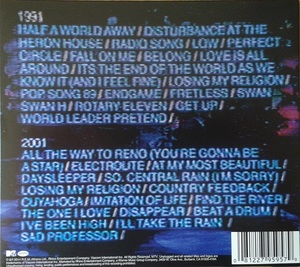 1991
HALF A WORLD AWAY / DISTURBANCE AT THE
HERON HOUSE / RADIO SONG / LOW / PERFECT
CIRCLE / FALL ON ME / BELONG / LOVE IS ALL
AROUND / IT'S THE END OF THE WORLD AS WE
KNOW IT (AND I FEEL FINE) / LOSING MY RELIGION /
POP SONG 89 / ENDGAME / FRETLESS / SWAN
SWAN H / ROTARY ELEVEN / GET UP /
WORLD LEADER PRETEND /
2001
ALL THE WAY TO RENO (YOU'RE GONNA BE
A STAR) / ELECTROLITE / AT MY MOST BEAUTIFUL /
DAYSLEEPER / SO. CENTRAL RAIN (I'M SORRY) /
LOSING MY RELIGION / COUNTRY FEEDBACK /
CUYAHOGA / IMITATION OF LIFE / FIND THE RIVER /
THE ONE I LOVE / DISAPPEAR / BEAT A DRUM /
I'VE BEEN HIGH / I'LL TAKE THE RAIN /
SAD PROFESSOR /